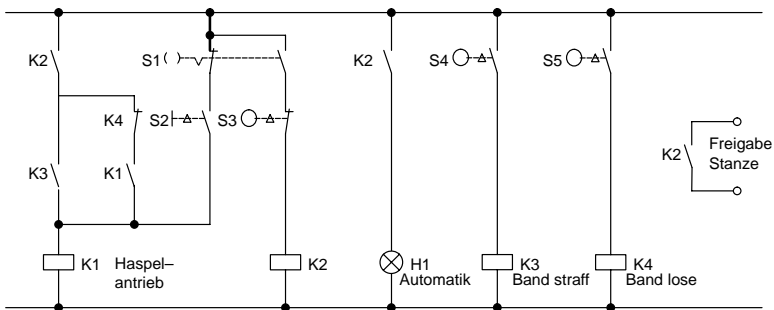 K2
S1
K2
S4
S5
K4
S2
S3
K3
K1
K2
Freigabe
Stanze
K1
Haspel–
antrieb
K2
H1
Automatik
K3
Band straff
K4
Band lose